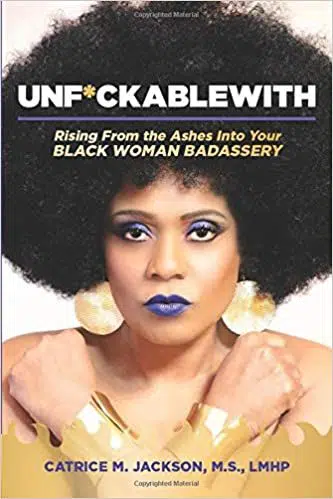 UNF*CKABLEWITH
Rising From the Ashes Into Your
BLACK WOMAN BADASSERY
CATRICE M. JACKSON, M.S., LMHP